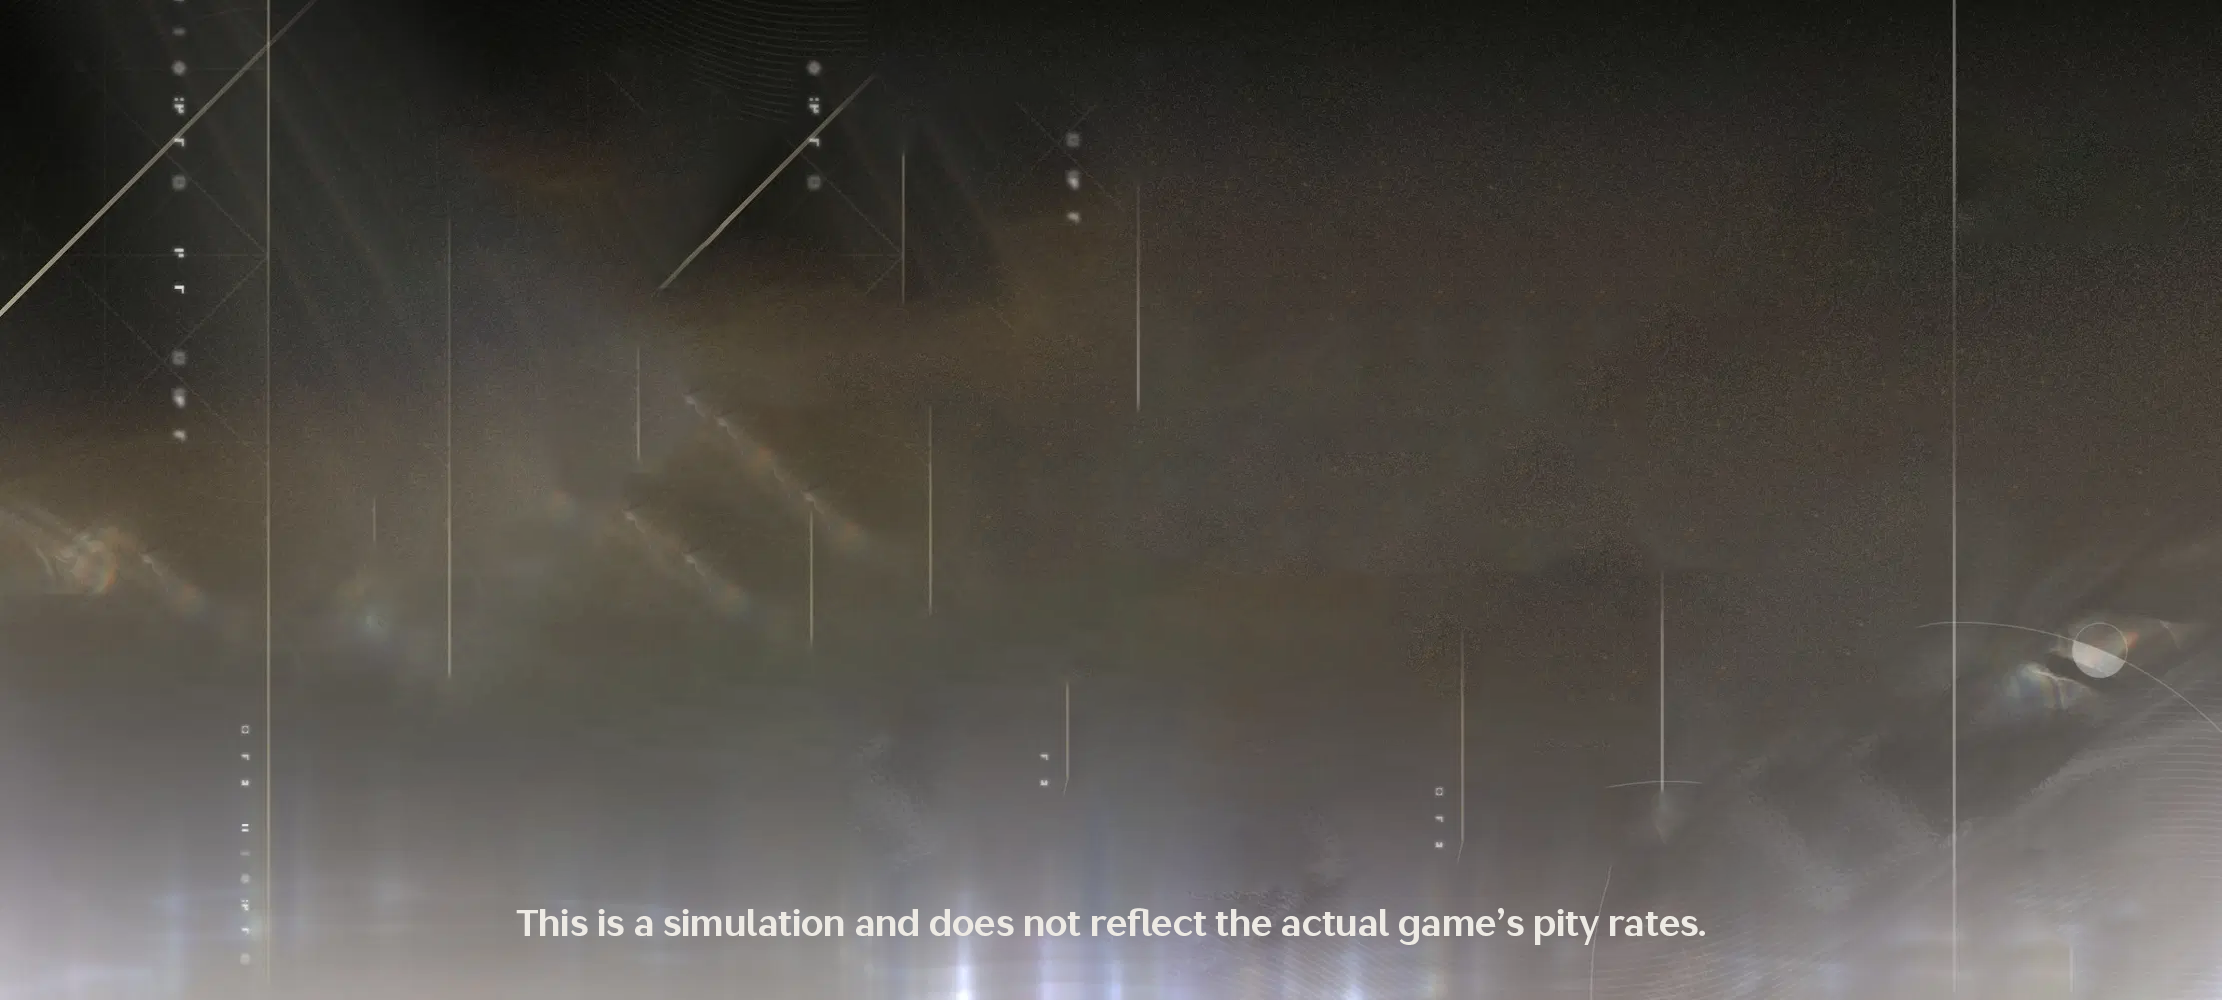 This is a simulation and does not reflect the actual game’s pity rates.